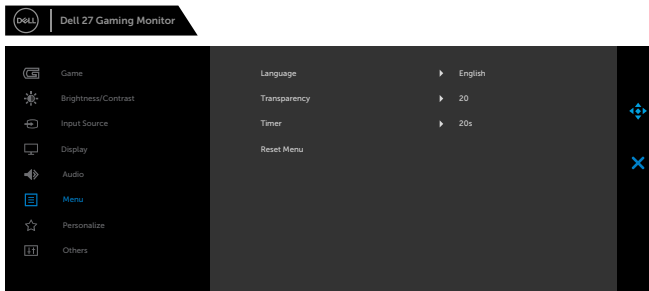 DELL Dell 27 Gaming Monitor
Game
Brightness/Contrast
Input Source
Display
Audio
Menu
Personalize
Others
Language English
Transparency 20
Timer 20s
Reset Menu